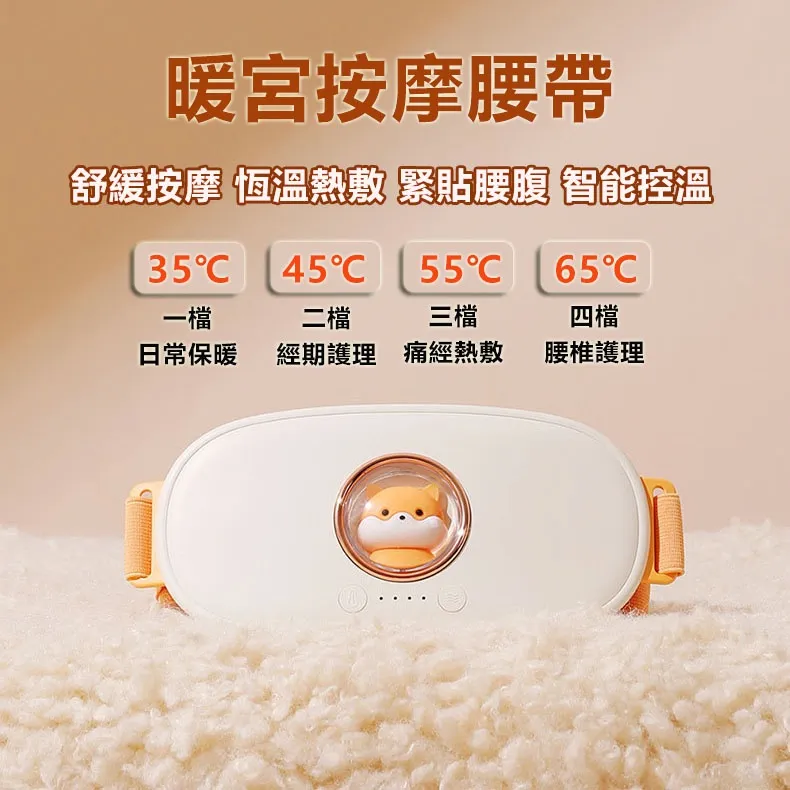 暖宮按摩腰帶
舒緩按摩 恆溫熱敷 緊貼腰腹 智能控溫
35℃ 45℃ 55℃ 65℃
一檔 二檔 三檔 四檔
日常保暖 經期護理 痛經熱敷 腰椎護理